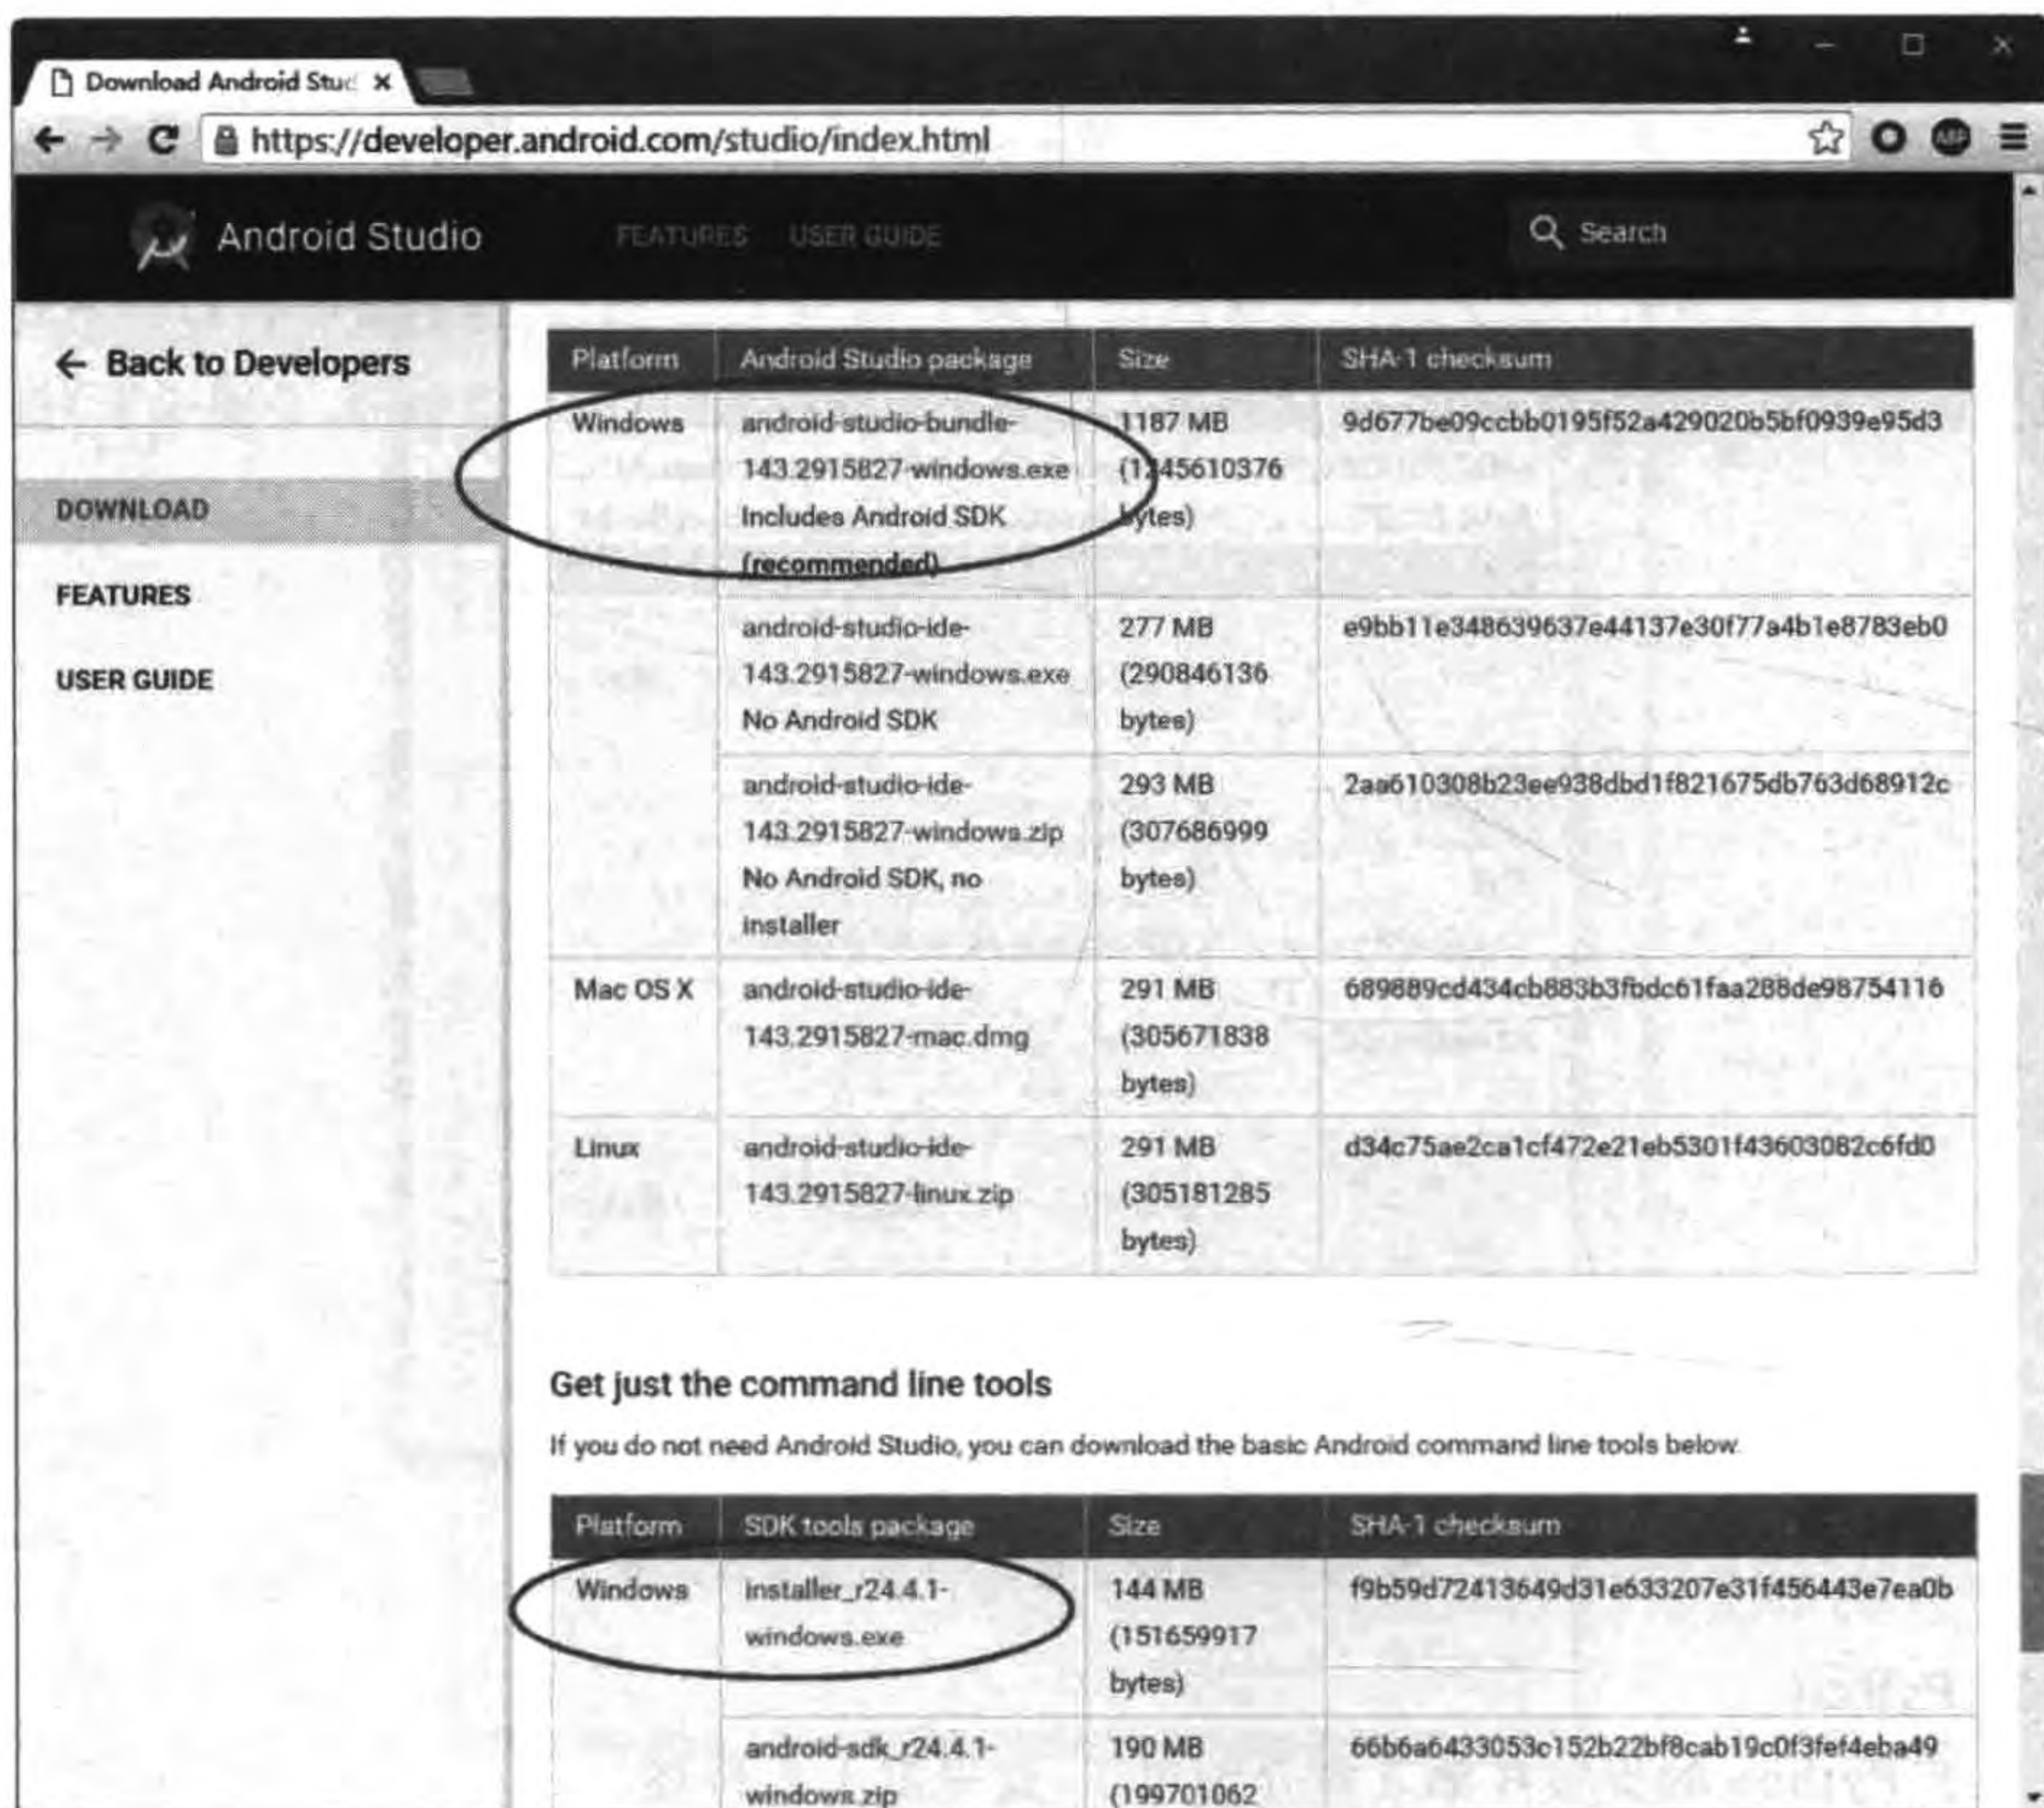 Download Android Stud
https://developer.android.com/studio/index.html
ABP
Android Studio
FEATURES
USER GUIDE
Search
← Back to Developers
DOWNLOAD
FEATURES
USER GUIDE
Platform Android Studio package Size SHA-1 checksum
Windows android-studio-bundle- 1187 MB 9d677be09ccbb0195f52a429020b5bf0939e95d3
143.2915827-windows.exe (1245610376
Includes Android SDK bytes)
(recommended)
android-studio-ide- 277 MB e9bb11e348639637e44137e30f77a4b1e8783eb0
143.2915827-windows.exe (290846136
No Android SDK bytes)
android-studio-ide- 293 MB 2aa610308b23ee938dbd1f821675db763d68912c
143.2915827-windows.zip (307686999
No Android SDK, no bytes)
installer
Mac OS X android-studio-ide- 291 MB 689889cd434cb883b3fbdc61faa288de98754116
143.2915827-mac.dmg (305671838
bytes)
Linux android-studio-ide- 291 MB d34c75ae2ca1cf472e21eb5301f43603082c6fd0
143.2915827-linux.zip (305181285
bytes)
Get just the command line tools
If you do not need Android Studio, you can download the basic Android command line tools below.
Platform SDK tools package Size SHA-1 checksum
Windows installer_r24.4.1- 144 MB f9b59d72413649d31e633207e31f456443e7ea0b
windows.exe (151659917
bytes)
android-sdk_r24.4.1- 190 MB 66b6a6433053c152b22bf8cab19c0f3fef4eba49
windows.zip (199701062